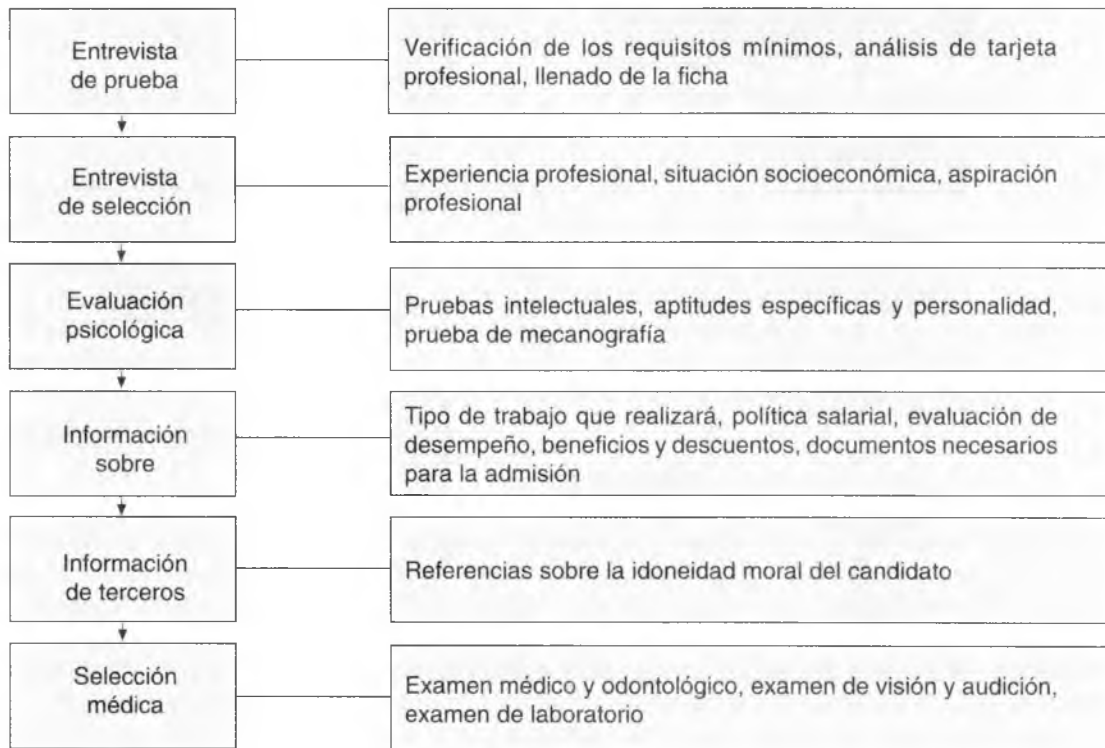 Entrevista
de prueba
Verificación de los requisitos mínimos, análisis de tarjeta
profesional, llenado de la ficha
Entrevista
de selección
Experiencia profesional, situación socioeconómica, aspiración
profesional
Evaluación
psicológica
Pruebas intelectuales, aptitudes específicas y personalidad,
prueba de mecanografía
Información
sobre
Tipo de trabajo que realizará, política salarial, evaluación de
desempeño, beneficios y descuentos, documentos necesarios
para la admisión
Información
de terceros
Referencias sobre la idoneidad moral del candidato
Selección
médica
Examen médico y odontológico, examen de visión y audición,
examen de laboratorio